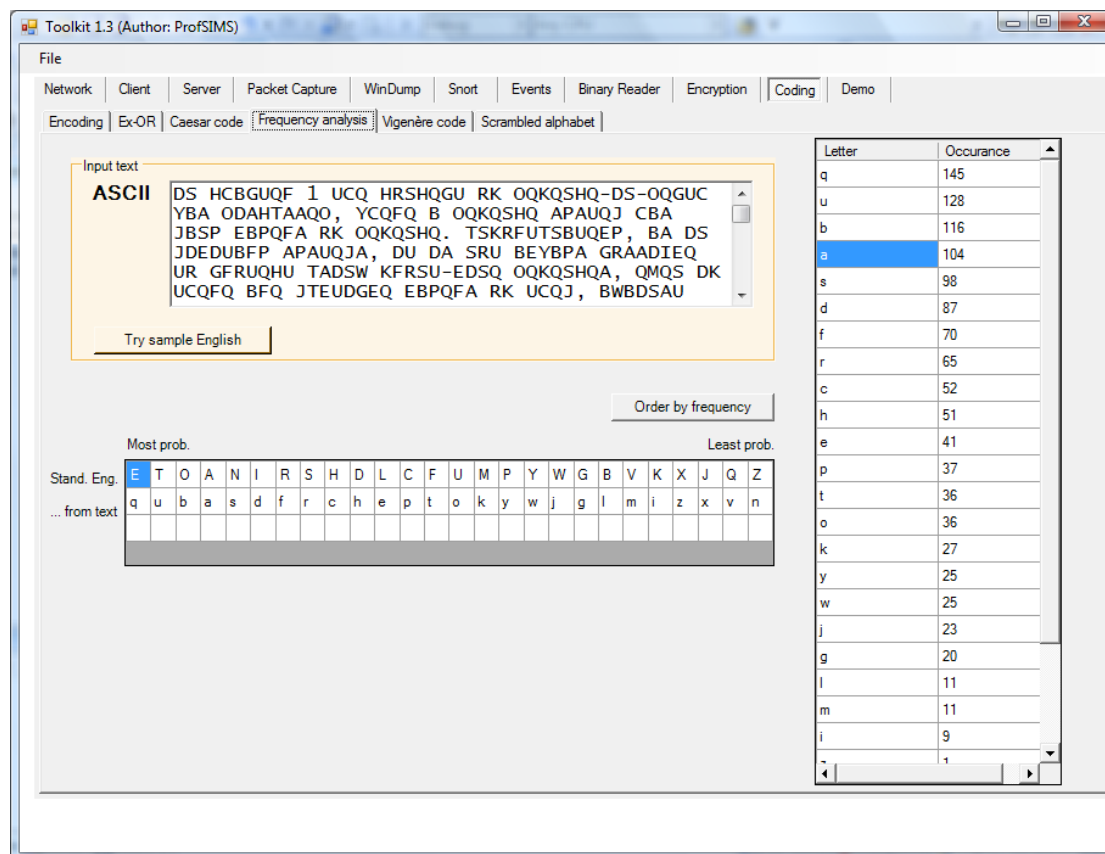 Toolkit 1.3 (Author: ProfSIMS)
File
Network Client Server Packet Capture WinDump Snort Events Binary Reader Encryption Coding Demo
Encoding Ex-OR Caesar code Frequency analysis Vigenère code Scrambled alphabet
Input text
ASCII
DS HCBGUQF 1 UCQ HRSHQGU RK OQKQSHQ-DS-OQGUC
YBA ODAHTAAQO, YCQFQ B OQKQSHQ APAUQJ CBA
JBSP EBPQFA RK OQKQSHQ. TSKRFUTSBUQEP, BA DS
JDEDUBFP APAUQJA, DU DA SRU BEYBPA GRAADIEQ
UR GFRUQHU TADSW KFRSU-EDSQ OQKQSHQA, QMQS DK
UCQFQ BFQ JTEUDGEQ EBPQFA RK UCQJ, BWBDSAU
Try sample English
Order by frequency
Most prob. Least prob.
Stand. Eng. E T O A N I R S H D L C F U M P Y W G B V K X J Q Z
... from text q u b a s d f r c h e p t o k y w j g l m i z x v n
Letter Occurance
q 145
u 128
b 116
a 104
s 98
d 87
f 70
r 65
c 52
h 51
e 41
p 37
t 36
o 36
k 27
y 25
w 25
j 23
g 20
l 11
m 11
i 9